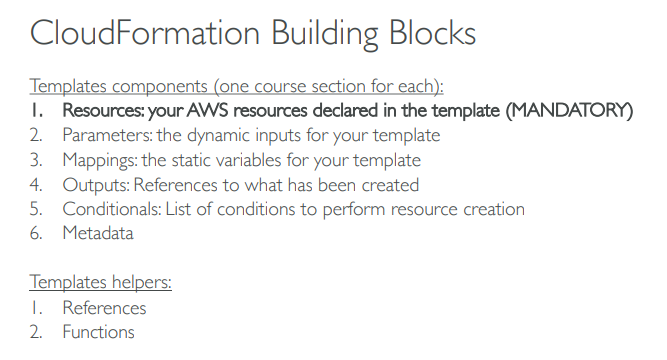 CloudFormation Building Blocks
Templates components (one course section for each):
1. Resources: your AWS resources declared in the template (MANDATORY)
2. Parameters: the dynamic inputs for your template
3. Mappings: the static variables for your template
4. Outputs: References to what has been created
5. Conditionals: List of conditions to perform resource creation
6. Metadata
Templates helpers:
1. References
2. Functions